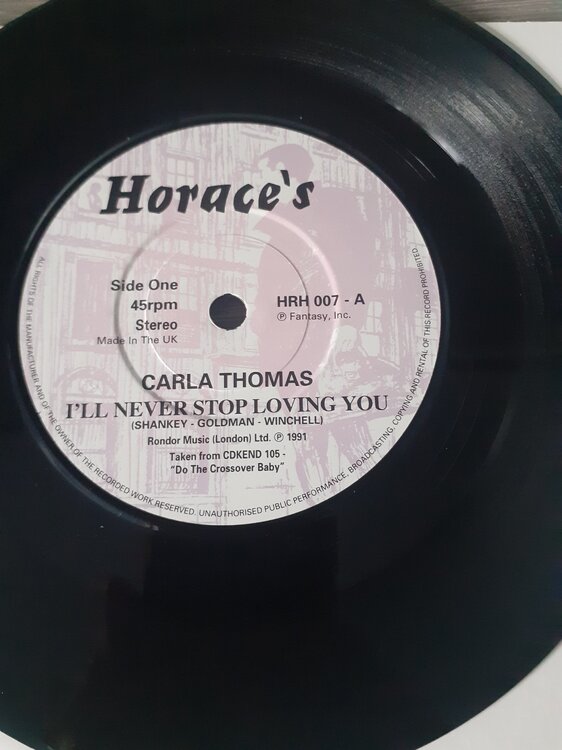 Horace's
Side One
45rpm
Stereo
Made In The UK
HRH 007 - A
℗ Fantasy, Inc.
CARLA THOMAS
I'LL NEVER STOP LOVING YOU
(SHANKEY - GOLDMAN - WINCHELL)
Rondor Music (London) Ltd. ℗ 1991
Taken from CDKEND 105 -
"Do The Crossover Baby"
ALL RIGHTS OF THE MANUFACTURER AND OF THE OWNER OF THE RECORDED WORK RESERVED. UNAUTHORISED PUBLIC PERFORMANCE, BROADCASTING, COPYING AND RENTAL OF THIS RECORD PROHIBITED.